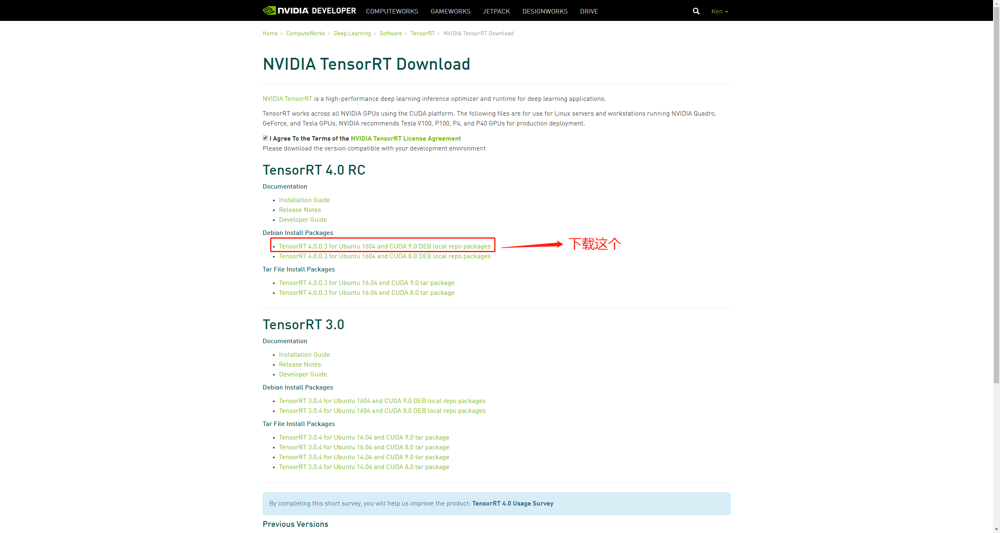 NVIDIA DEVELOPER COMPUTEWORKS GAMEWORKS JETPACK DESIGNWORKS DRIVE Ken
Home > ComputeWorks > Deep Learning > Software > TensorRT > NVIDIA TensorRT Download
NVIDIA TensorRT Download
NVIDIA TensorRT is a high-performance deep learning inference optimizer and runtime for deep learning applications.
TensorRT works across all NVIDIA GPUs using the CUDA platform. The following files are for use for Linux servers and workstations running NVIDIA Quadro,
GeForce, and Tesla GPUs. NVIDIA recommends Tesla V100, P100, P4, and P40 GPUs for production deployment.
I Agree To the Terms of the NVIDIA TensorRT License Agreement
Please download the version compatible with your development environment
TensorRT 4.0 RC
Documentation
• Installation Guide
• Release Notes
• Developer Guide
Debian Install Packages
• TensorRT 4.0.0.3 for Ubuntu 1604 and CUDA 9.0 DEB local repo packages
下载这个
• TensorRT 4.0.0.3 for Ubuntu 1604 and CUDA 8.0 DEB local repo packages
Tar File Install Packages
• TensorRT 4.0.0.3 for Ubuntu 16.04 and CUDA 9.0 tar package
• TensorRT 4.0.0.3 for Ubuntu 16.04 and CUDA 8.0 tar package
TensorRT 3.0
Documentation
• Installation Guide
• Release Notes
• Developer Guide
Debian Install Packages
• TensorRT 3.0.4 for Ubuntu 1604 and CUDA 9.0 DEB local repo packages
• TensorRT 3.0.4 for Ubuntu 1604 and CUDA 8.0 DEB local repo packages
Tar File Install Packages
• TensorRT 3.0.4 for Ubuntu 16.04 and CUDA 9.0 tar package
• TensorRT 3.0.4 for Ubuntu 16.04 and CUDA 8.0 tar package
• TensorRT 3.0.4 for Ubuntu 14.04 and CUDA 9.0 tar package
• TensorRT 3.0.4 for Ubuntu 14.04 and CUDA 8.0 tar package
By completing this short survey, you will help us improve the product: TensorRT 4.0 Usage Survey
Previous Versions